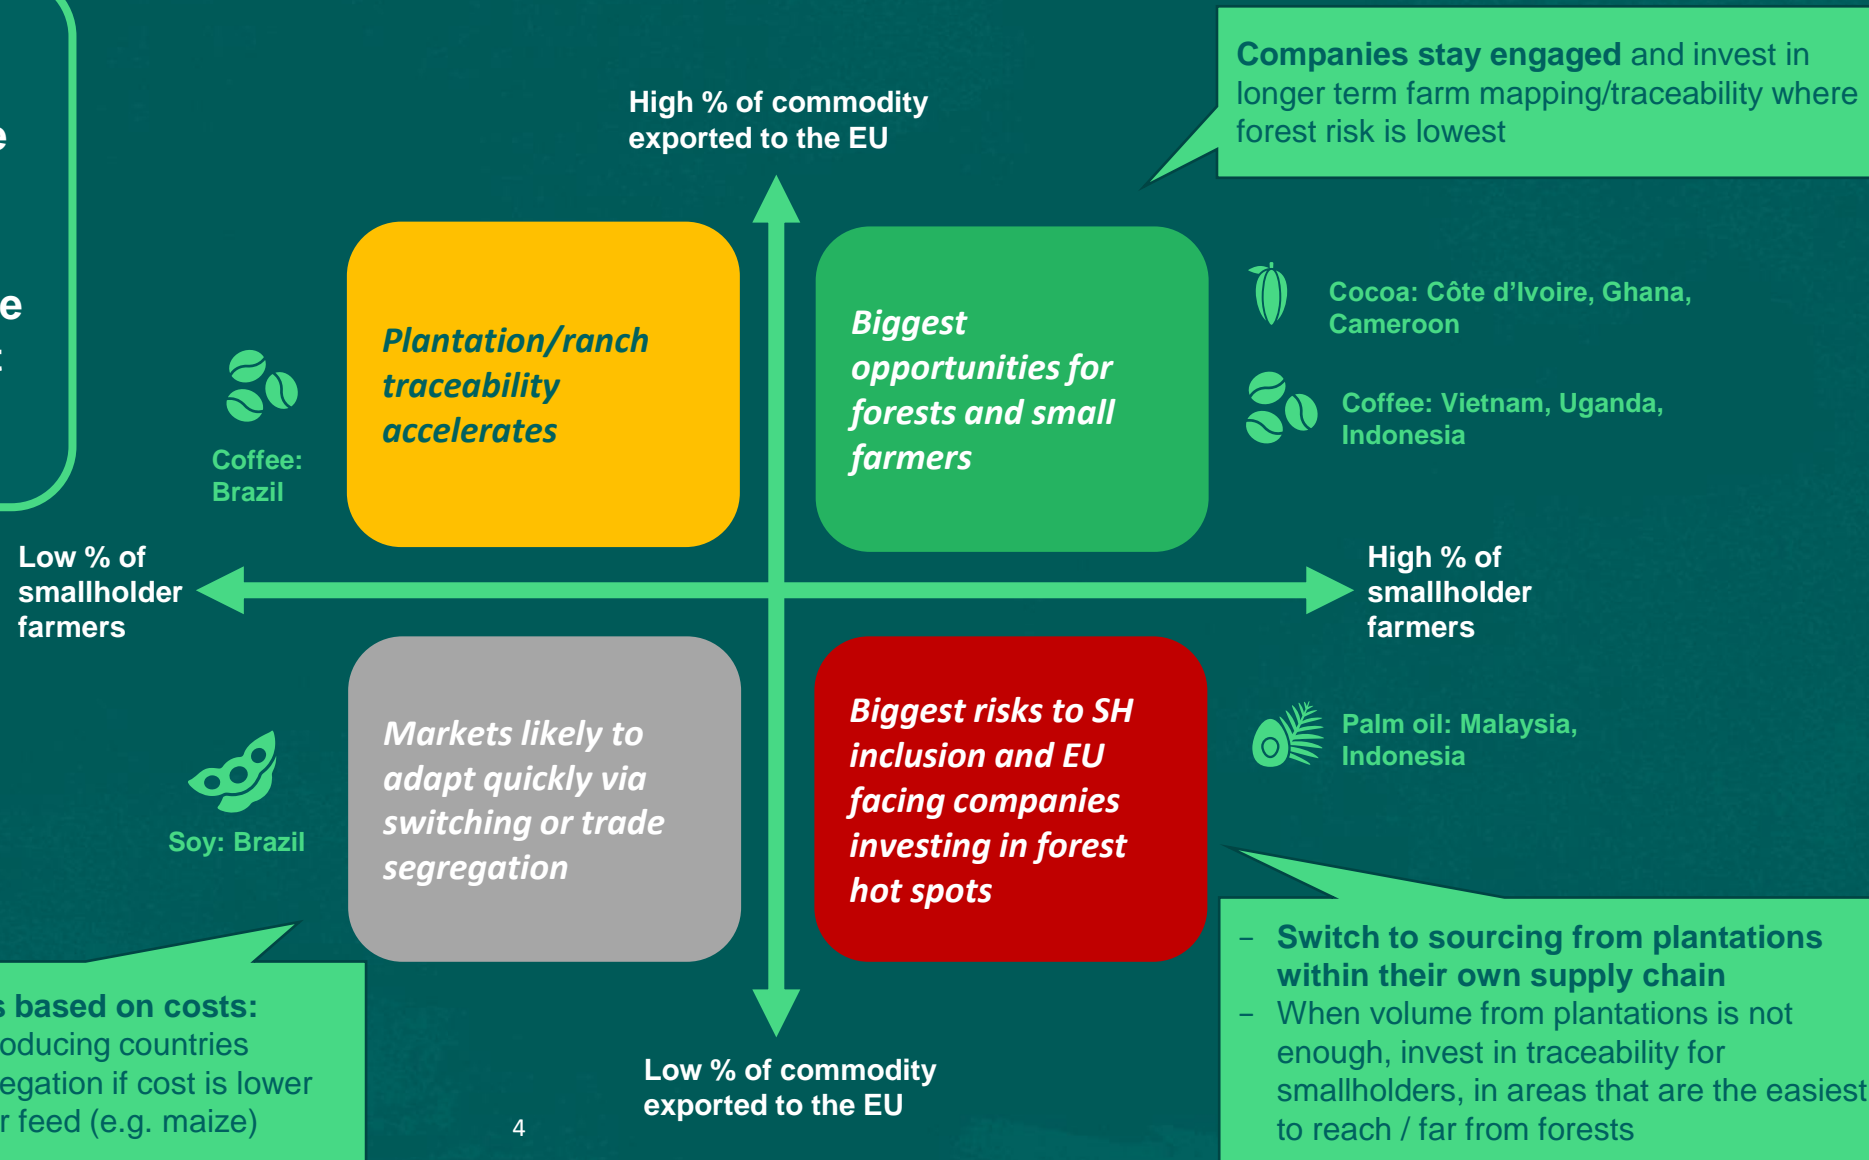 High % of commodity
exported to the EU
Companies stay engaged and invest in
longer term farm mapping/traceability where
forest risk is lowest
Plantation/ranch
traceability
accelerates
Coffee:
Brazil
Biggest
opportunities for
forests and small
farmers
Cocoa: Côte d’Ivoire, Ghana,
Cameroon
Coffee: Vietnam, Uganda,
Indonesia
Low % of
smallholder
farmers
High % of
smallholder
farmers
Markets likely to
adapt quickly via
switching or trade
segregation
Soy: Brazil
Biggest risks to SH
inclusion and EU
facing companies
investing in forest
hot spots
Palm oil: Malaysia,
Indonesia
based on costs:
countries
if cost is lower
feed (e.g. maize)
Low % of commodity
exported to the EU
– Switch to sourcing from plantations
within their own supply chain
– When volume from plantations is not
enough, invest in traceability for
smallholders, in areas that are the easiest
to reach / far from forests
4